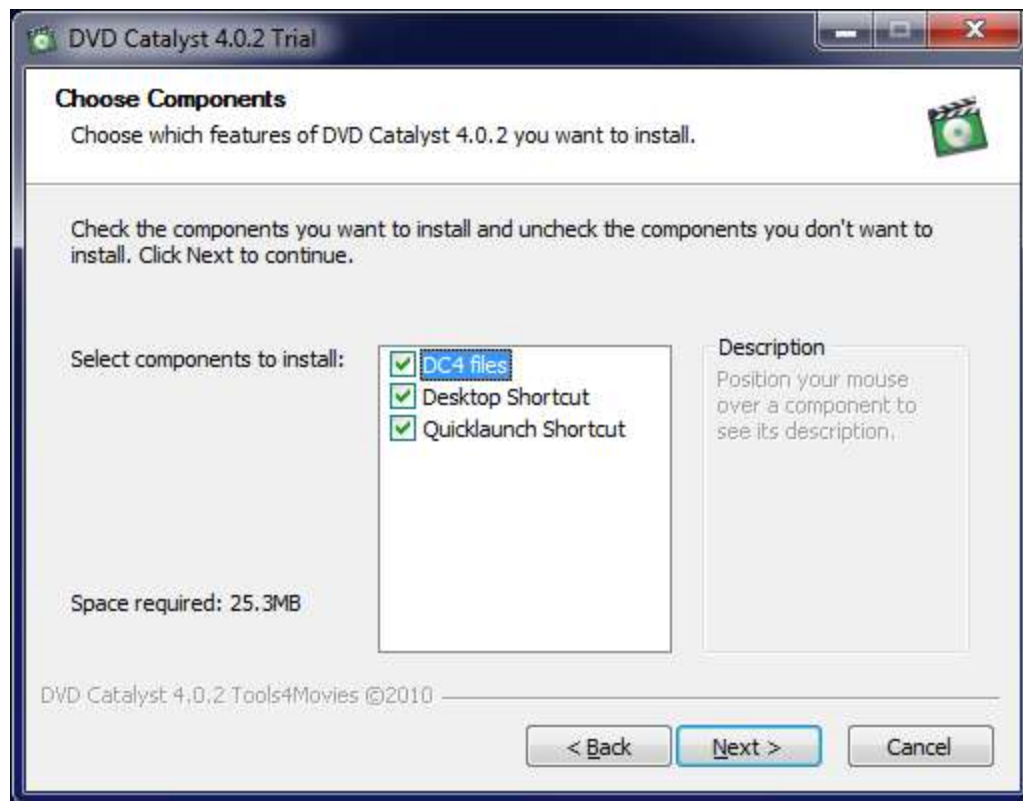 DVD Catalyst 4.0.2 Trial
Choose Components
Choose which features of DVD Catalyst 4.0.2 you want to install.
Check the components you want to install and uncheck the components you don't want to
install. Click Next to continue.
Select components to install:
DC4 files
Desktop Shortcut
Quicklaunch Shortcut
Description
Position your mouse
over a component to
see its description.
Space required: 25.3MB
DVD Catalyst 4.0.2 Tools4Movies ©2010
< Back
Next >
Cancel